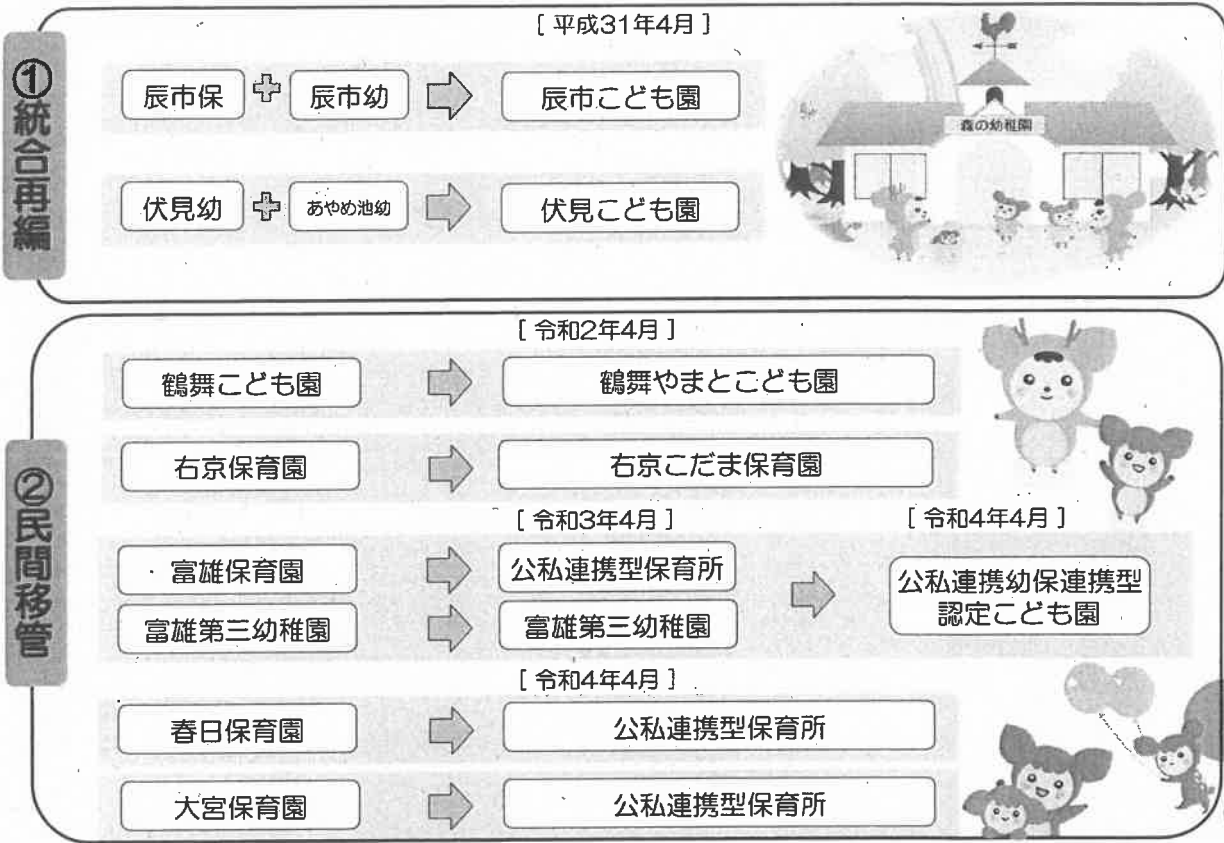 ①統合再編
[ 平成31年4月 ]
辰市保 + 辰市幼 ⇨ 辰市こども園
伏見幼 + あやめ池幼 ⇨ 伏見こども園
森の幼稚園
②民間移管
[ 令和2年4月 ]
鶴舞こども園 ⇨ 鶴舞やまとこども園
右京保育園 ⇨ 右京こだま保育園
[ 令和3年4月 ] [ 令和4年4月 ]
富雄保育園 ⇨ 公私連携型保育所
富雄第三幼稚園 ⇨ 富雄第三幼稚園
⇨ 公私連携幼保連携型
認定こども園
[ 令和4年4月 ]
春日保育園 ⇨ 公私連携型保育所
大宮保育園 ⇨ 公私連携型保育所